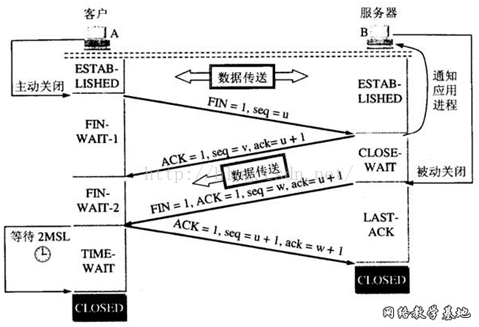 客户
服务器
A
B
ESTAB-
LISHED
数据传送
ESTAB-
LISHED
通知
应用
进程
主动关闭
FIN = 1, seq = u
FIN-
WAIT-1
ACK = 1, seq = v, ack= u + 1
CLOSE-
WAIT
数据传送
被动关闭
FIN = 1, ACK = 1, seq = w, ack= u + 1
FIN-
WAIT-2
ACK = 1, seq = u + 1, ack = w + 1
LAST-
ACK
等待 2MSL
TIME-
WAIT
CLOSED
CLOSED
网络教学基地